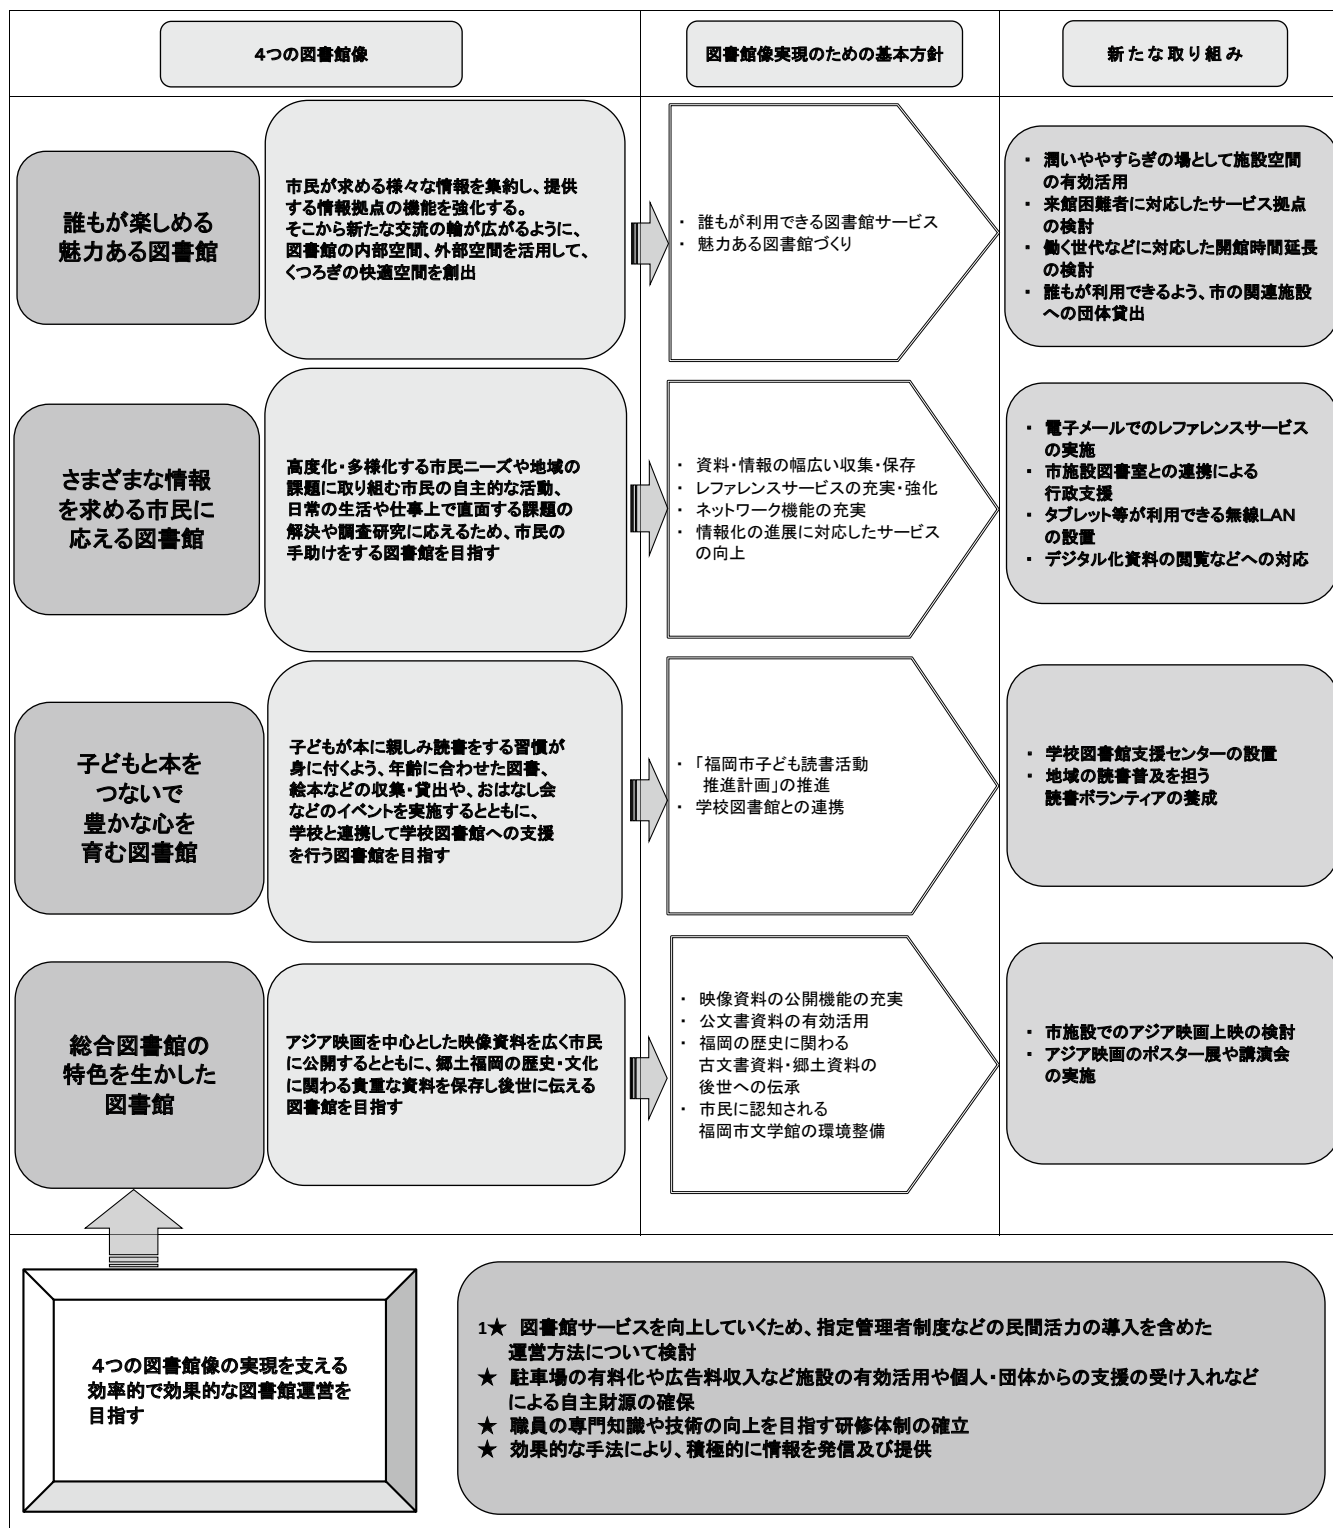 4つの図書館像
図書館像実現のための基本方針
新たな取り組み
誰もが楽しめる
魅力ある図書館
市民が求める様々な情報を集約し、提供
する情報拠点の機能を強化する。
そこから新たな交流の輪が広がるように、
図書館の内部空間、外部空間を活用して、
くつろぎの快適空間を創出
・ 誰もが利用できる図書館サービス
・ 魅力ある図書館づくり
・ 潤いややすらぎの場として施設空間
の有効活用
・ 来館困難者に対応したサービス拠点
の検討
・ 働く世代などに対応した開館時間延長
の検討
・ 誰もが利用できるよう、市の関連施設
への団体貸出
さまざまな情報
を求める市民に
応える図書館
高度化・多様化する市民ニーズや地域の
課題に取り組む市民の自主的な活動、
日常の生活や仕事上で直面する課題の
解決や調査研究に応えるため、市民の
手助けをする図書館を目指す
・ 資料・情報の幅広い収集・保存
・ レファレンスサービスの充実・強化
・ ネットワーク機能の充実
・ 情報化の進展に対応したサービス
の向上
・ 電子メールでのレファレンスサービス
の実施
・ 市施設図書室との連携による
行政支援
・ タブレット等が利用できる無線LAN
の設置
・ デジタル化資料の閲覧などへの対応
子どもと本を
つないで
豊かな心を
育む図書館
子どもが本に親しみ読書をする習慣が
身に付くよう、年齢に合わせた図書、
絵本などの収集・貸出や、おはなし会
などのイベントを実施するとともに、
学校と連携して学校図書館への支援
を行う図書館を目指す
・ 「福岡市子ども読書活動
推進計画」の推進
・ 学校図書館との連携
・ 学校図書館支援センターの設置
・ 地域の読書普及を担う
読書ボランティアの養成
総合図書館の
特色を生かした
図書館
アジア映画を中心とした映像資料を広く市民
に公開するとともに、郷土福岡の歴史・文化
に関わる貴重な資料を保存し後世に伝える
図書館を目指す
・ 映像資料の公開機能の充実
・ 公文書資料の有効活用
・ 福岡の歴史に関わる
古文書資料・郷土資料の
後世への伝承
・ 市民に認知される
福岡市文学館の環境整備
・ 市施設でのアジア映画上映の検討
・ アジア映画のポスター展や講演会
の実施
4つの図書館像の実現を支える
効率的で効果的な図書館運営を
目指す
1★ 図書館サービスを向上していくため、指定管理者制度などの民間活力の導入を含めた
運営方法について検討
★ 駐車場の有料化や広告料収入など施設の有効活用や個人・団体からの支援の受け入れなど
による自主財源の確保
★ 職員の専門知識や技術の向上を目指す研修体制の確立
★ 効果的な手法により、積極的に情報を発信及び提供